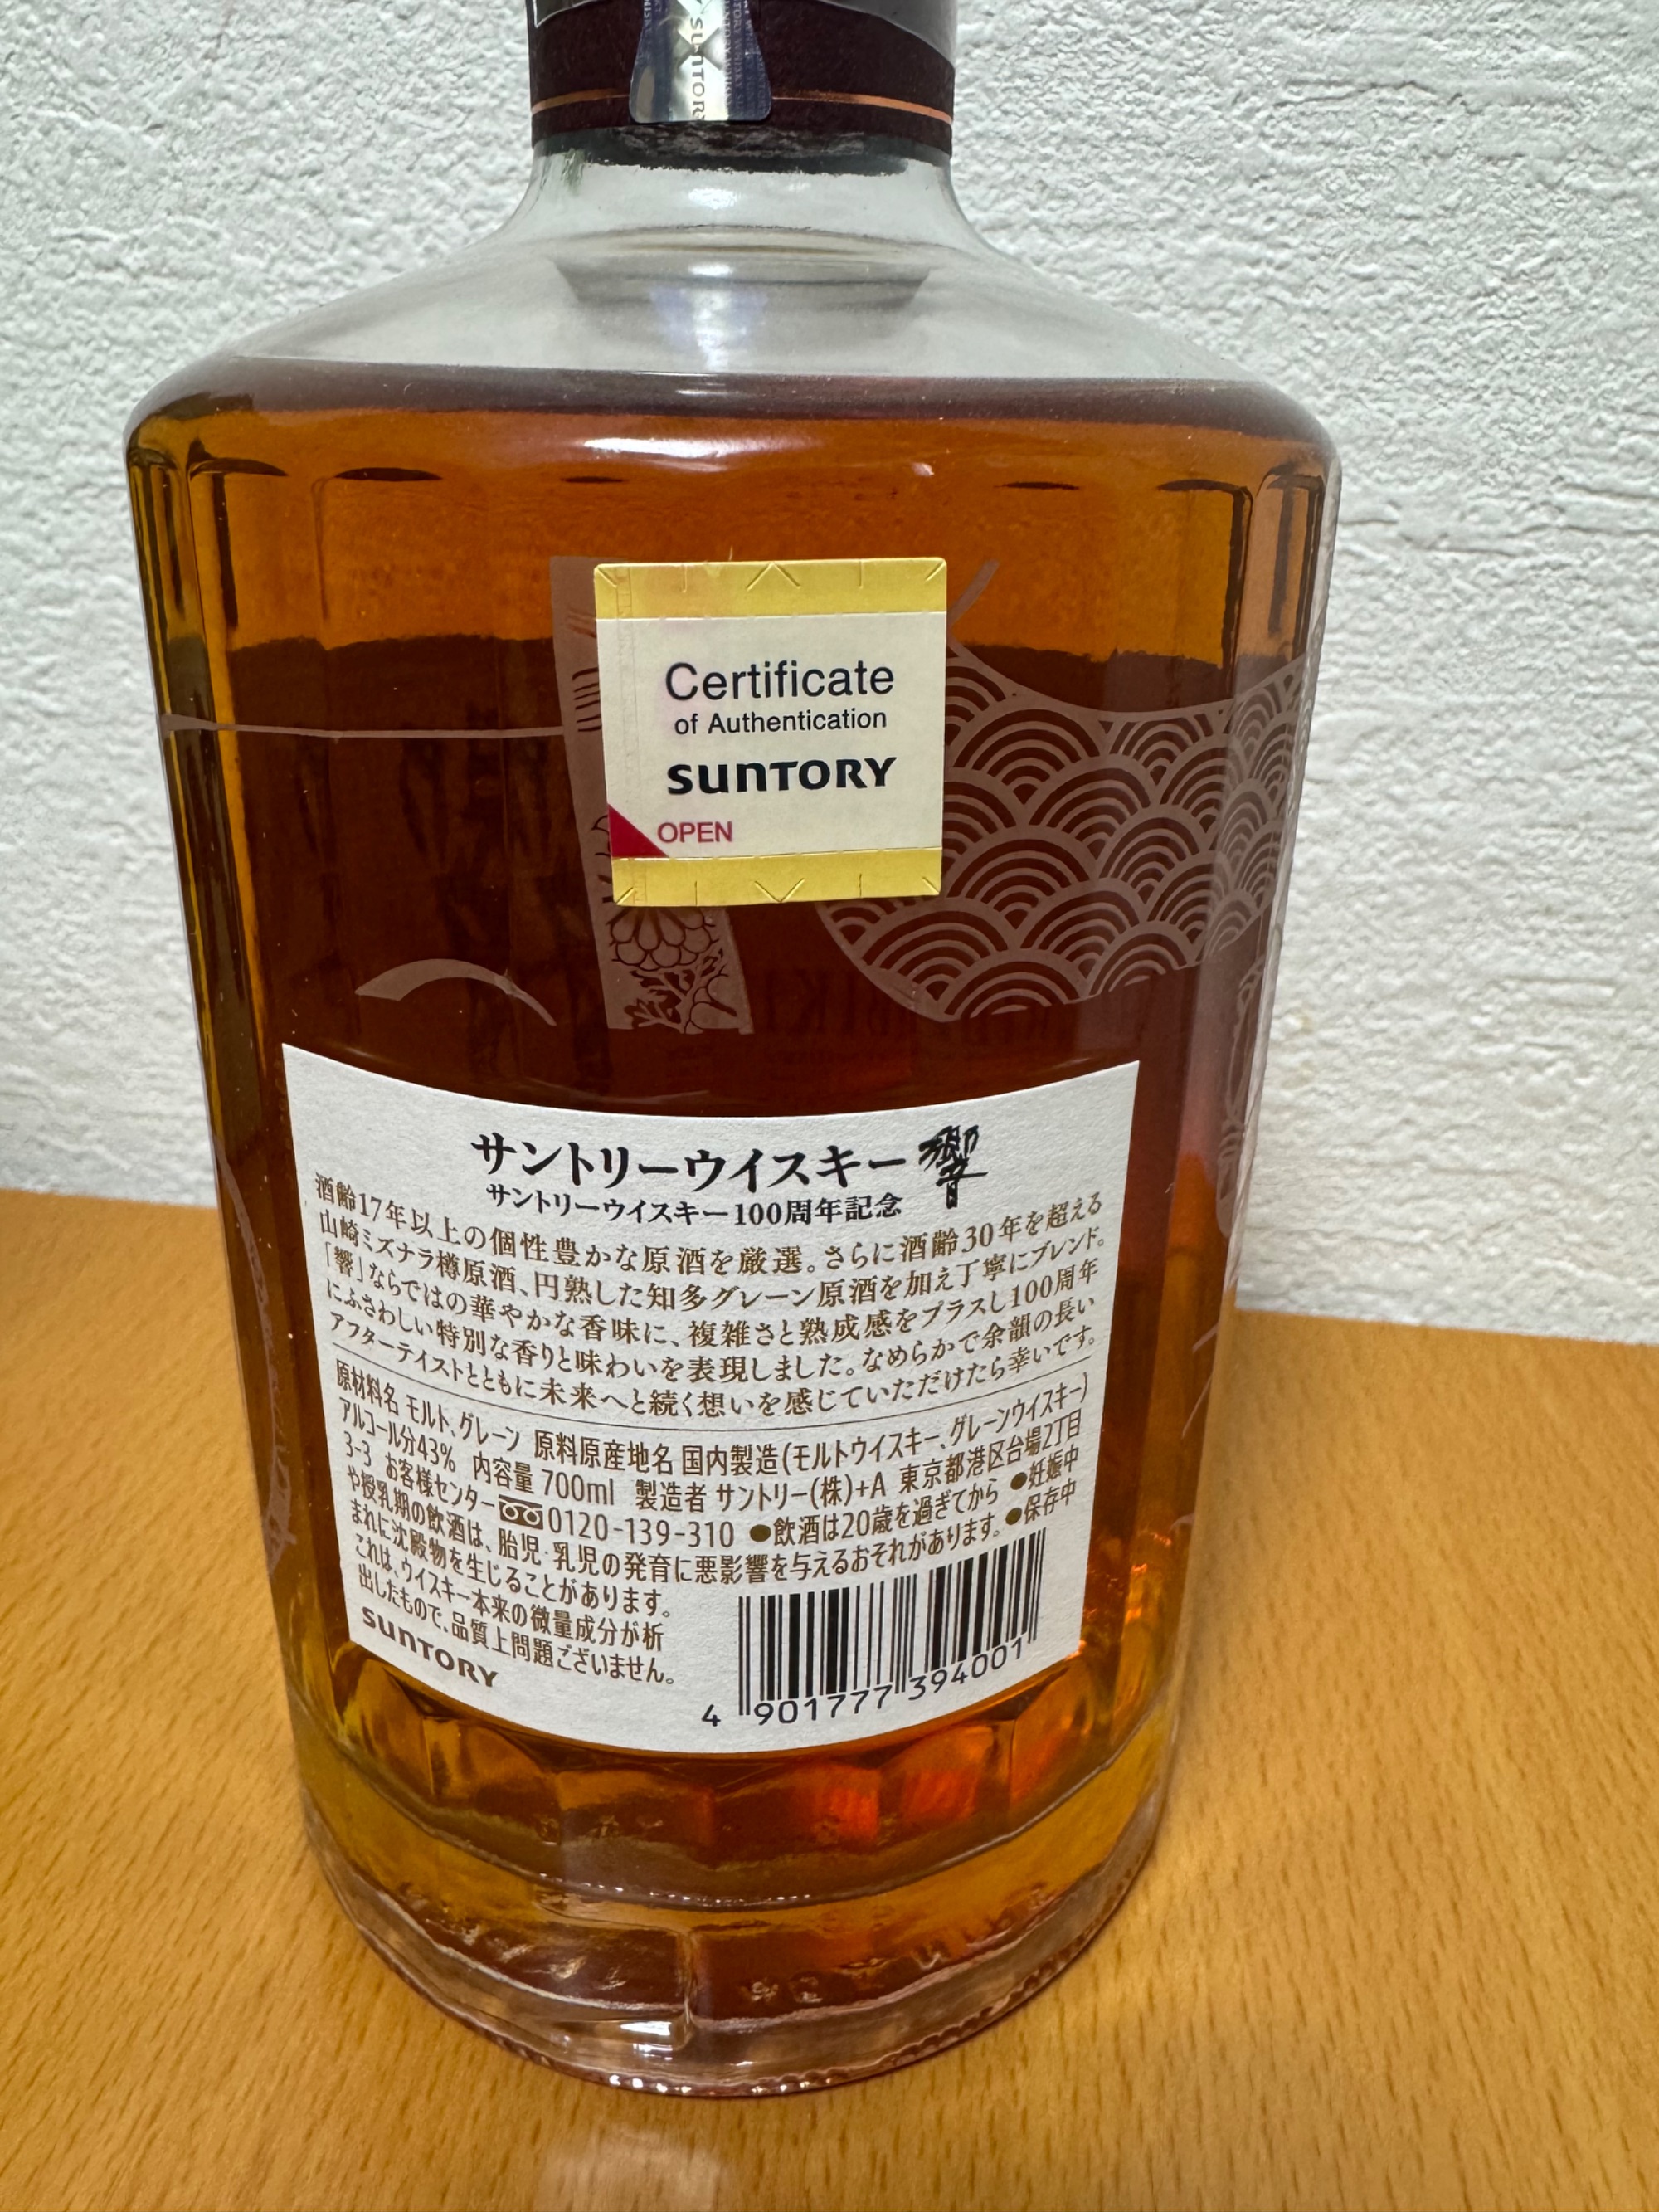 SUNTORY
Certificate
of Authentication
SUNTORY
OPEN
サントリーウイスキー 響
サントリーウイスキー100周年記念
酒齢17年以上の個性豊かな原酒を厳選。さらに酒齢30年を超える
山崎ミズナラ樽原酒、円熟した知多グレーン原酒を加え丁寧にブレンド。
「響」ならではの華やかな香味に、複雑さと熟成感をプラスし100周年
にふさわしい特別な香りと味わいを表現しました。なめらかで余韻の長い
アフターテイストとともに未来へと続く想いを感じていただけたら幸いです。
原材料名 モルト、グレーン 原料原産地名 国内製造(モルトウイスキー、グレーンウイスキー)
アルコール分43% 内容量 700ml 製造者 サントリー(株)+A 東京都港区台場2丁目
3-3 お客様センター 0120-139-310 ●飲酒は20歳を過ぎてから ●妊娠中
や授乳期の飲酒は、胎児・乳児の発育に悪影響を与えるおそれがあります。●保存中
まれに沈殿物を生じることがあります。
これは、ウイスキー本来の微量成分が析
出したもので、品質上問題ございません。
SUNTORY
4 901777 394001